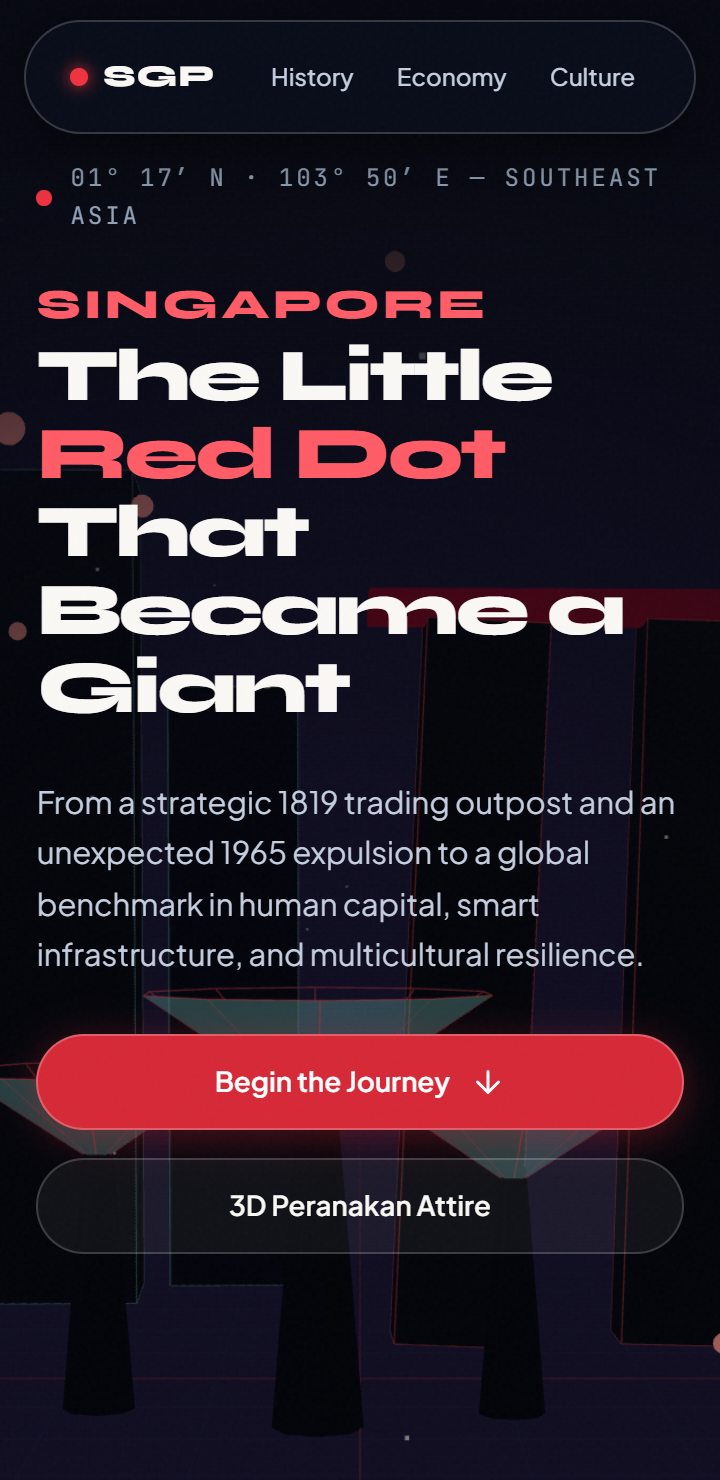 SGP History Economy Culture
01° 17′ N · 103° 50′ E — SOUTHEAST
ASIA
SINGAPORE
The Little
Red Dot
That
Became a
Giant
From a strategic 1819 trading outpost and an
unexpected 1965 expulsion to a global
benchmark in human capital, smart
infrastructure, and multicultural resilience.
Begin the Journey ↓
3D Peranakan Attire